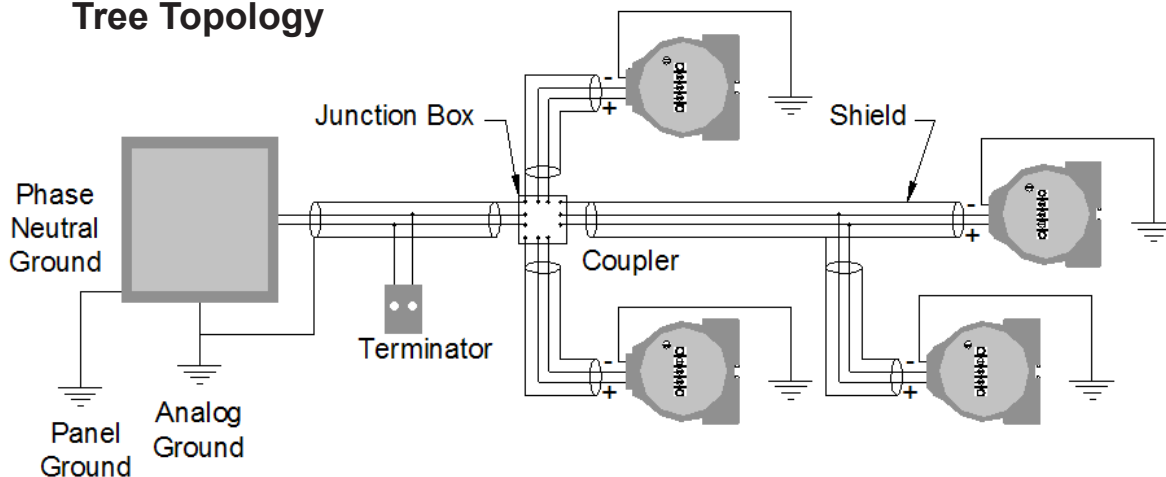 Tree Topology
Junction Box
Shield
Phase
Neutral
Ground
Coupler
Terminator
Panel
Ground
Analog
Ground
-
+
-
+
-
+
-
+